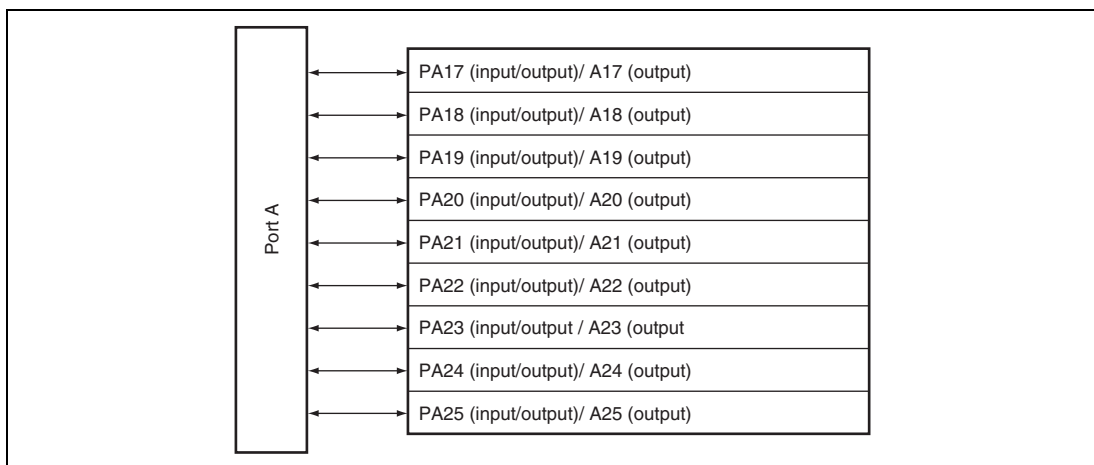 Port A
PA17 (input/output)/ A17 (output)
PA18 (input/output)/ A18 (output)
PA19 (input/output)/ A19 (output)
PA20 (input/output)/ A20 (output)
PA21 (input/output)/ A21 (output)
PA22 (input/output)/ A22 (output)
PA23 (input/output / A23 (output
PA24 (input/output)/ A24 (output)
PA25 (input/output)/ A25 (output)